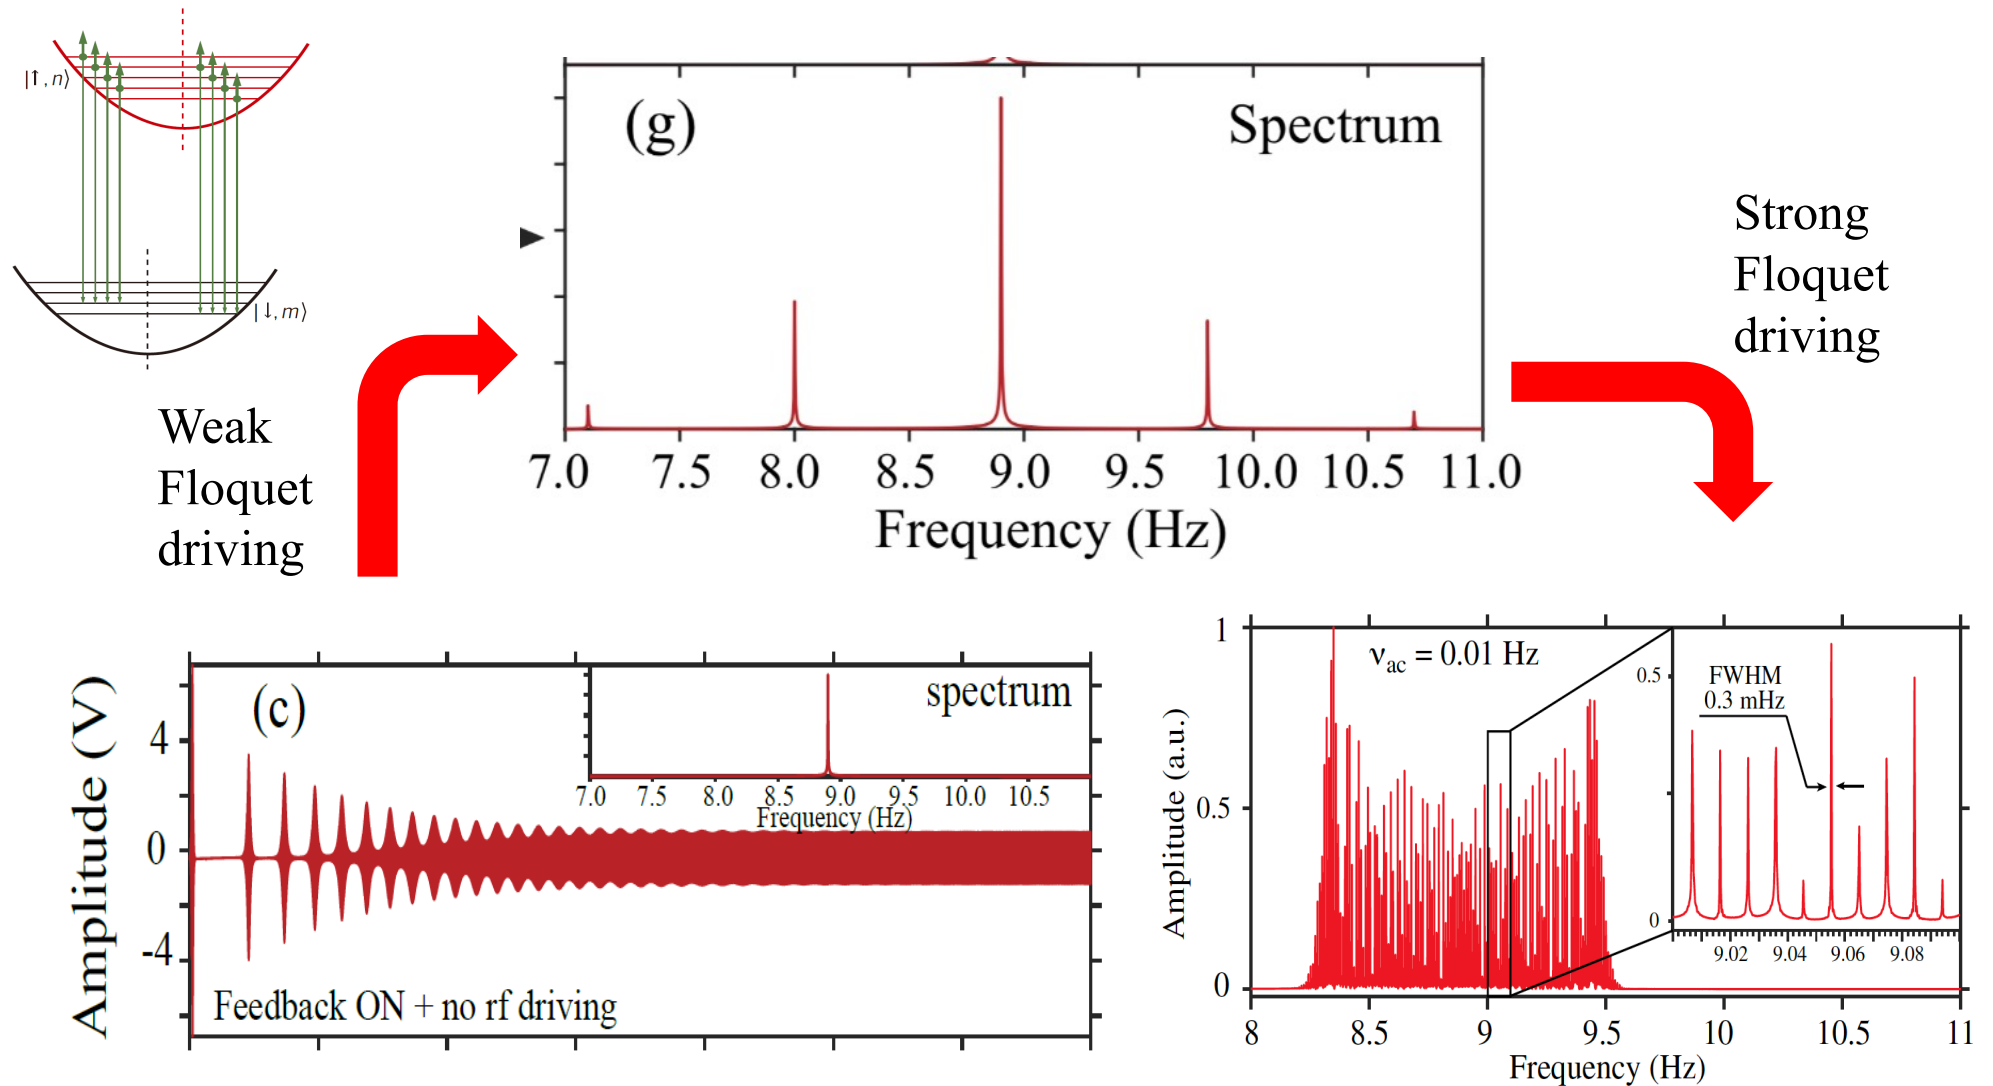 |↑, n⟩
|↓, m⟩
Weak
Floquet
driving
(g)
Spectrum
7.0 7.5 8.0 8.5 9.0 9.5 10.0 10.5 11.0
Frequency (Hz)
Strong
Floquet
driving
Amplitude (V)
4
0
-4
(c)
spectrum
7.0 7.5 8.0 8.5 9.0 9.5 10.0 10.5
Frequency (Hz)
Feedback ON + no rf driving
Amplitude (a.u.)
1
0.5
0
νac = 0.01 Hz
0.5
0
FWHM
0.3 mHz
9.02 9.04 9.06 9.08
8 8.5 9 9.5 10 10.5 11
Frequency (Hz)